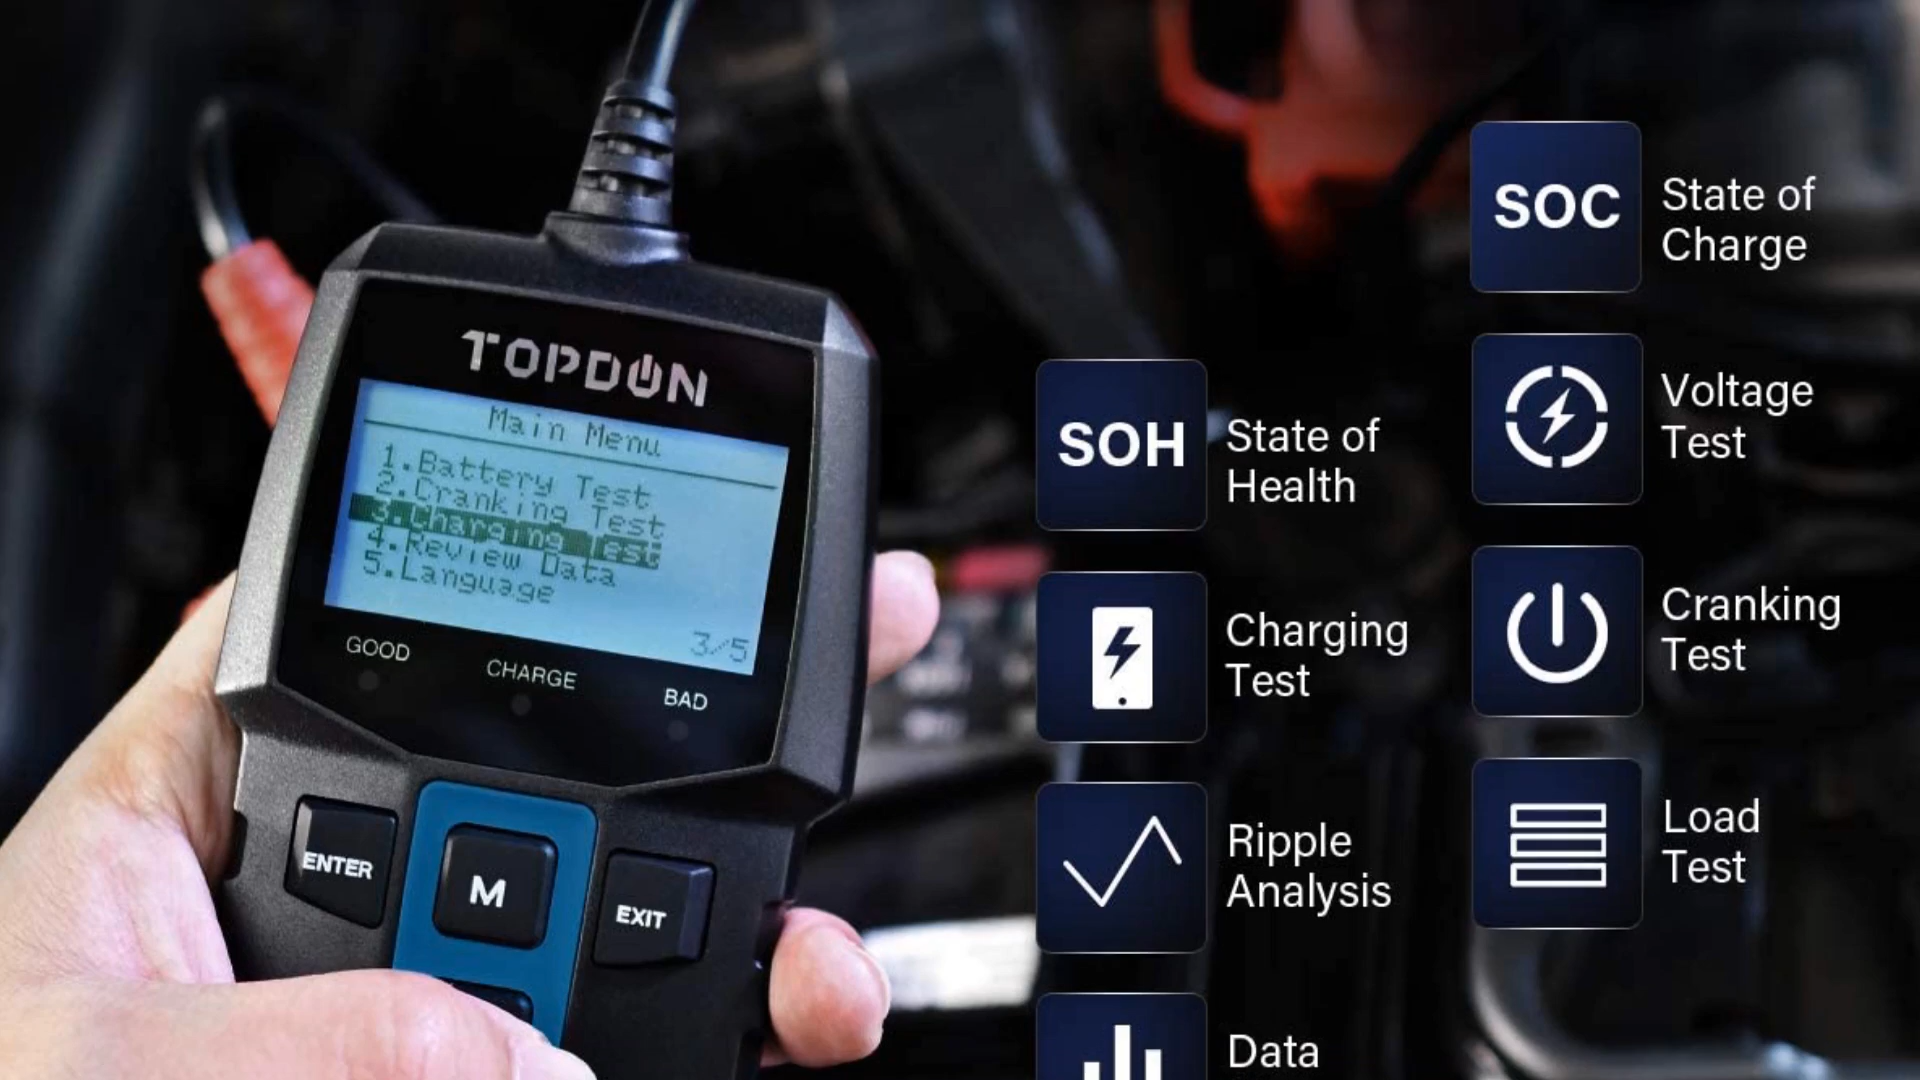 TOPDON
Main Menu
1.Battery Test
2.Cranking Test
3.Charging Test
4.Review Data
5.Language
3/5
GOOD
CHARGE
BAD
ENTER
M
EXIT
SOH
State of
Health
Charging
Test
Ripple
Analysis
Data
SOC
State of
Charge
Voltage
Test
Cranking
Test
Load
Test